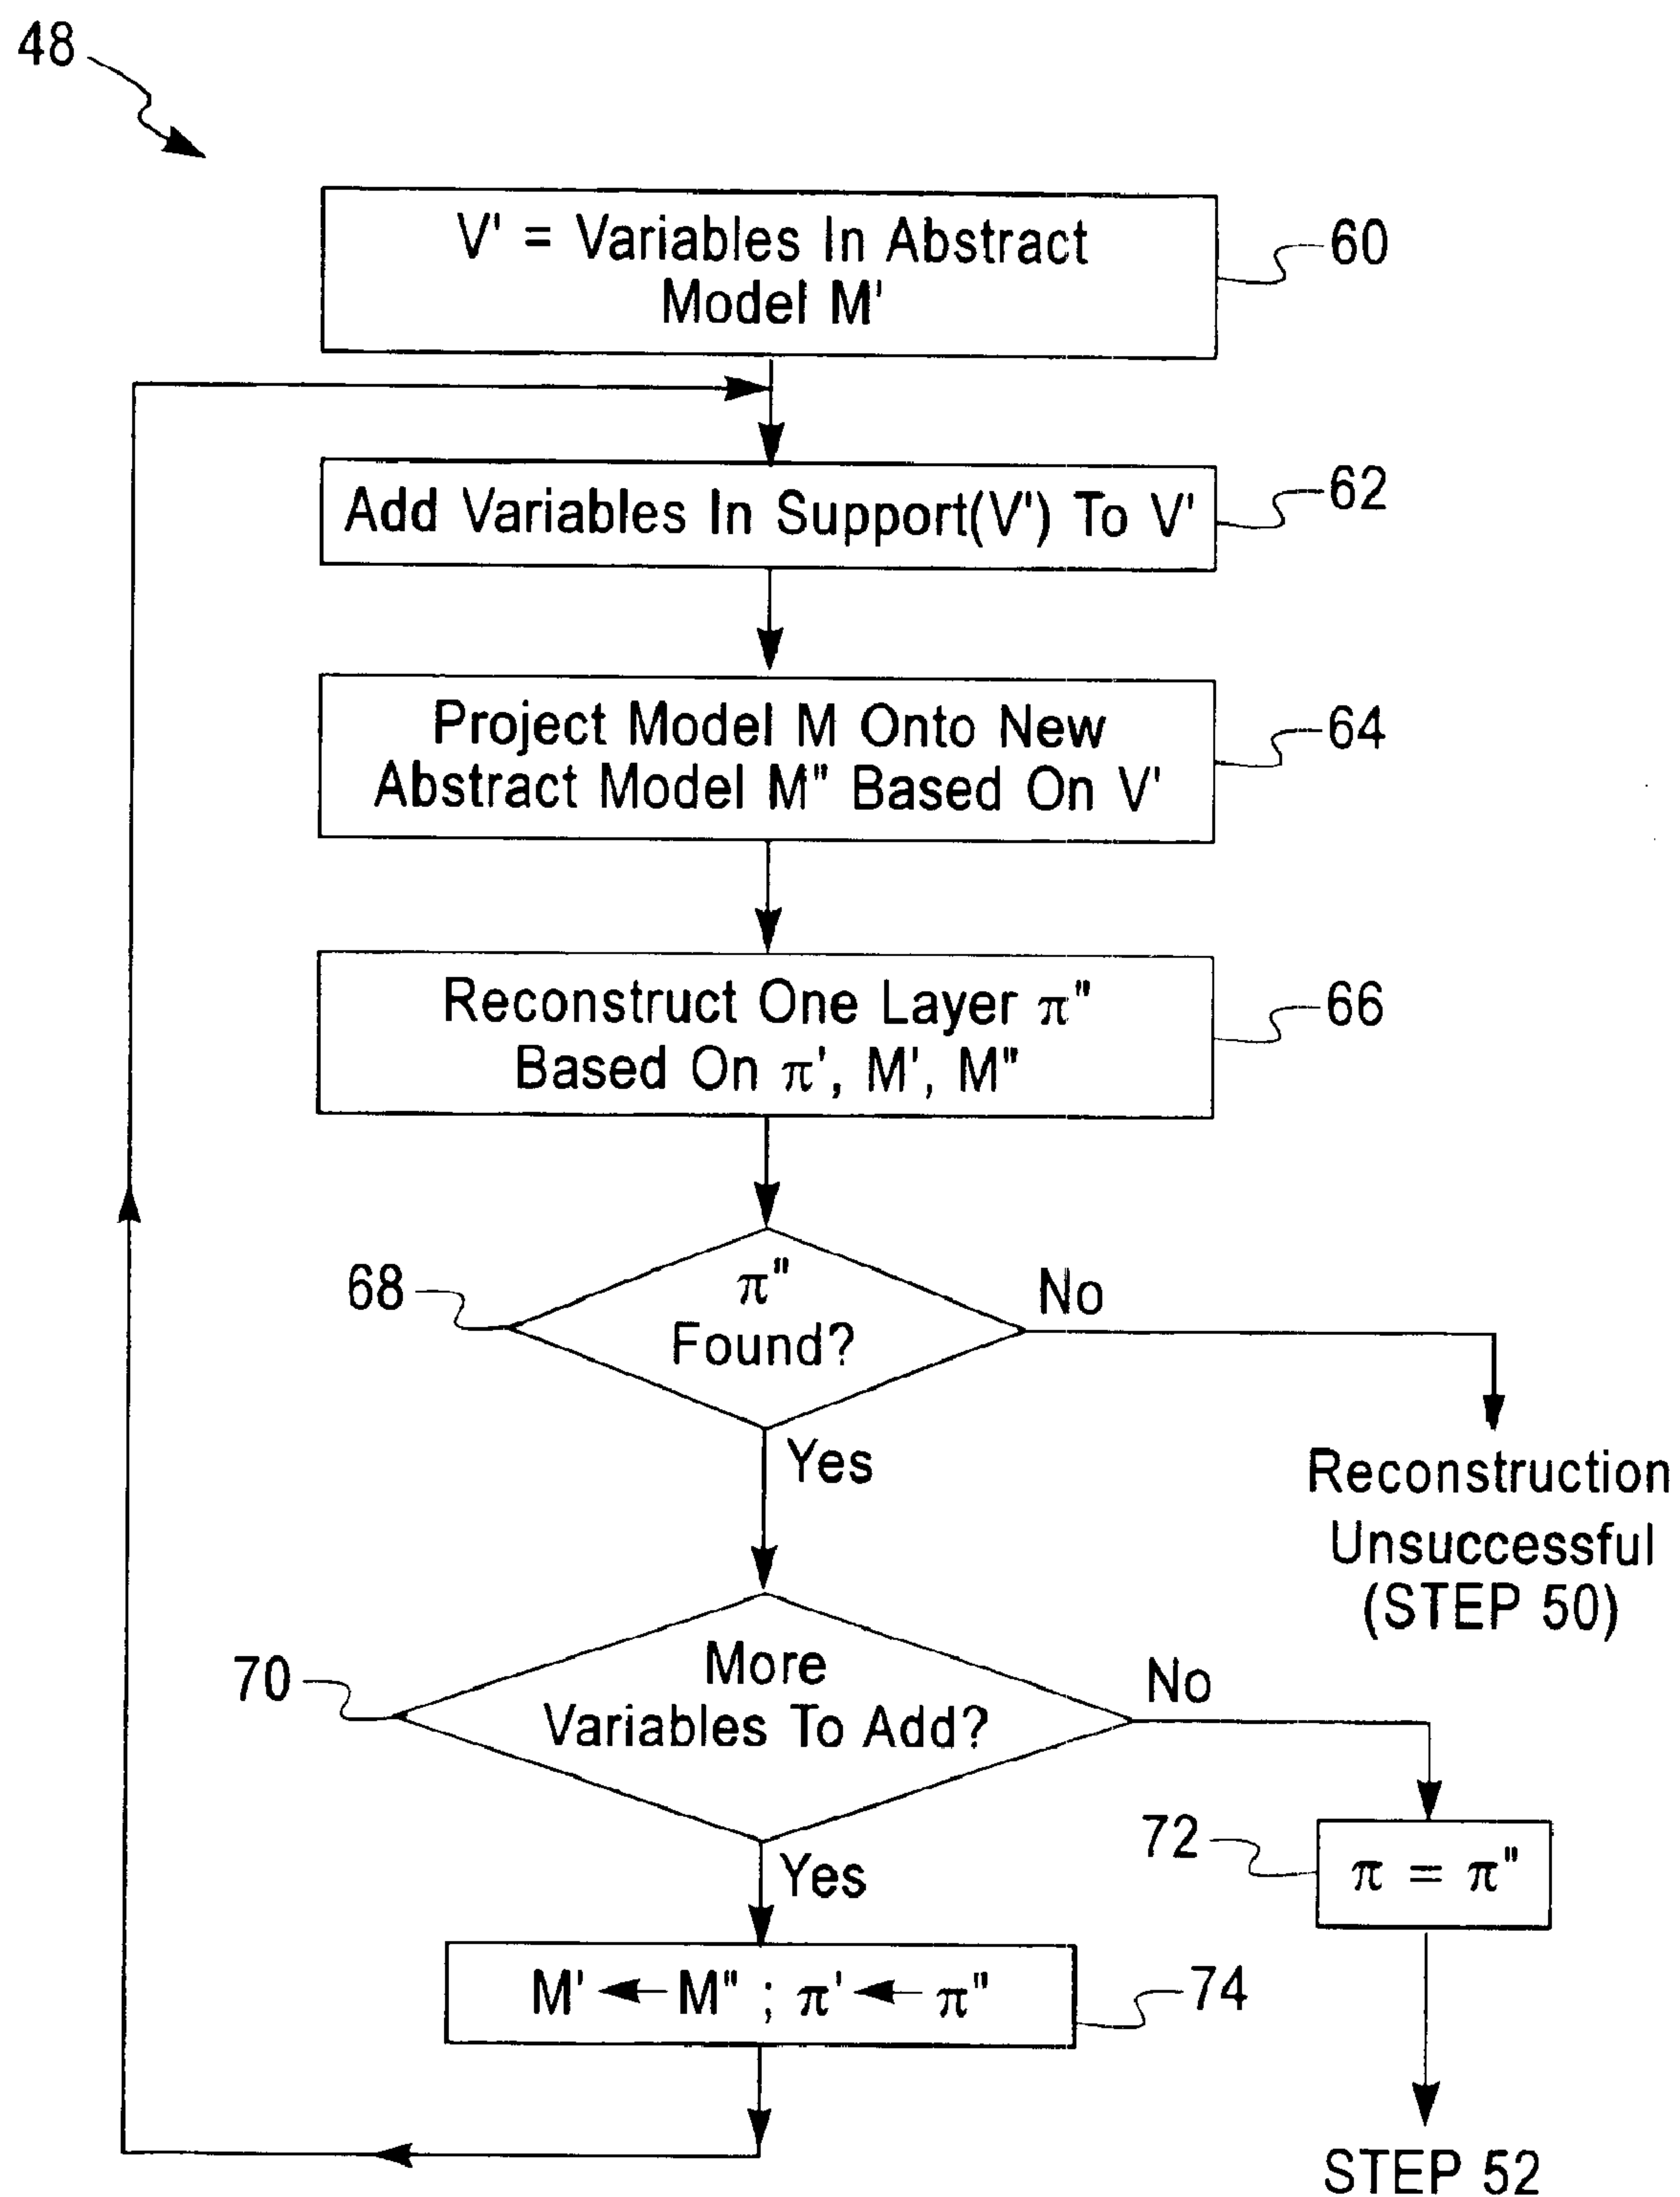 48
V' = Variables In Abstract
Model M'
60
Add Variables In Support(V') To V'
62
Project Model M Onto New
Abstract Model M" Based On V'
64
Reconstruct One Layer π"
Based On π', M', M"
66
68
π"
Found?
No
Yes
Reconstruction
Unsuccessful
(STEP 50)
70
More
Variables To Add?
No
Yes
72
π = π"
M' ← M" ; π' ← π"
74
STEP 52